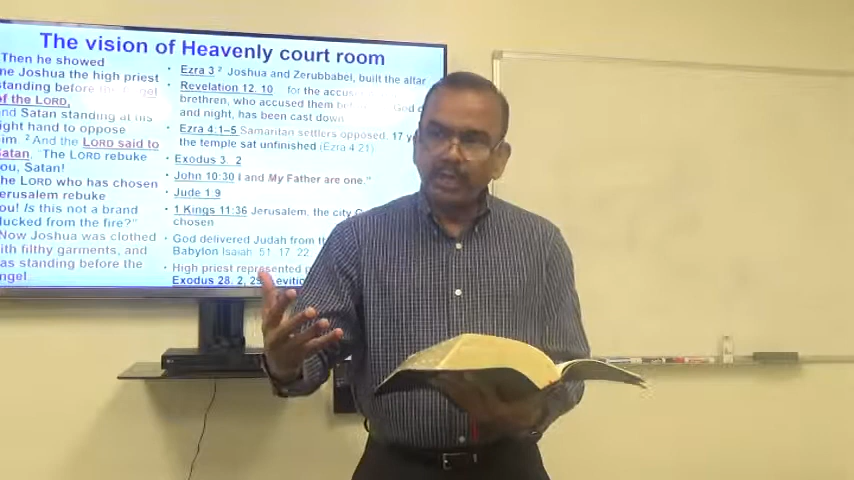 The vision of Heavenly court room
Then he showed
me Joshua the high priest
standing before the
of the LORD,
and Satan standing at his
right hand to oppose
him 2 And the LORD said to
Satan, "The LORD rebuke
you, Satan!
The LORD who has chosen
Jerusalem rebuke
you! Is this not a brand
plucked from the fire?"
Now Joshua was clothed
with filthy garments, and
was standing before the
angel.
• Ezra 3 2 Joshua and Zerubbabel, built the altar
• Revelation 12. 10 for the
brethren, who accused them God
and night, has been cast down.
• Ezra 4:1-5 Samaritan settlers opposed. 17
the temple sat unfinished (Ezra 4 21)
• Exodus 3. 2
• John 10:30 I and My Father are one."
• Jude 1 9
• 1 Kings 11:36 Jerusalem, the city
chosen
• God delivered Judah from
Babylon Isaiah 51 17 22
• High priest represented
Exodus 28. 2,